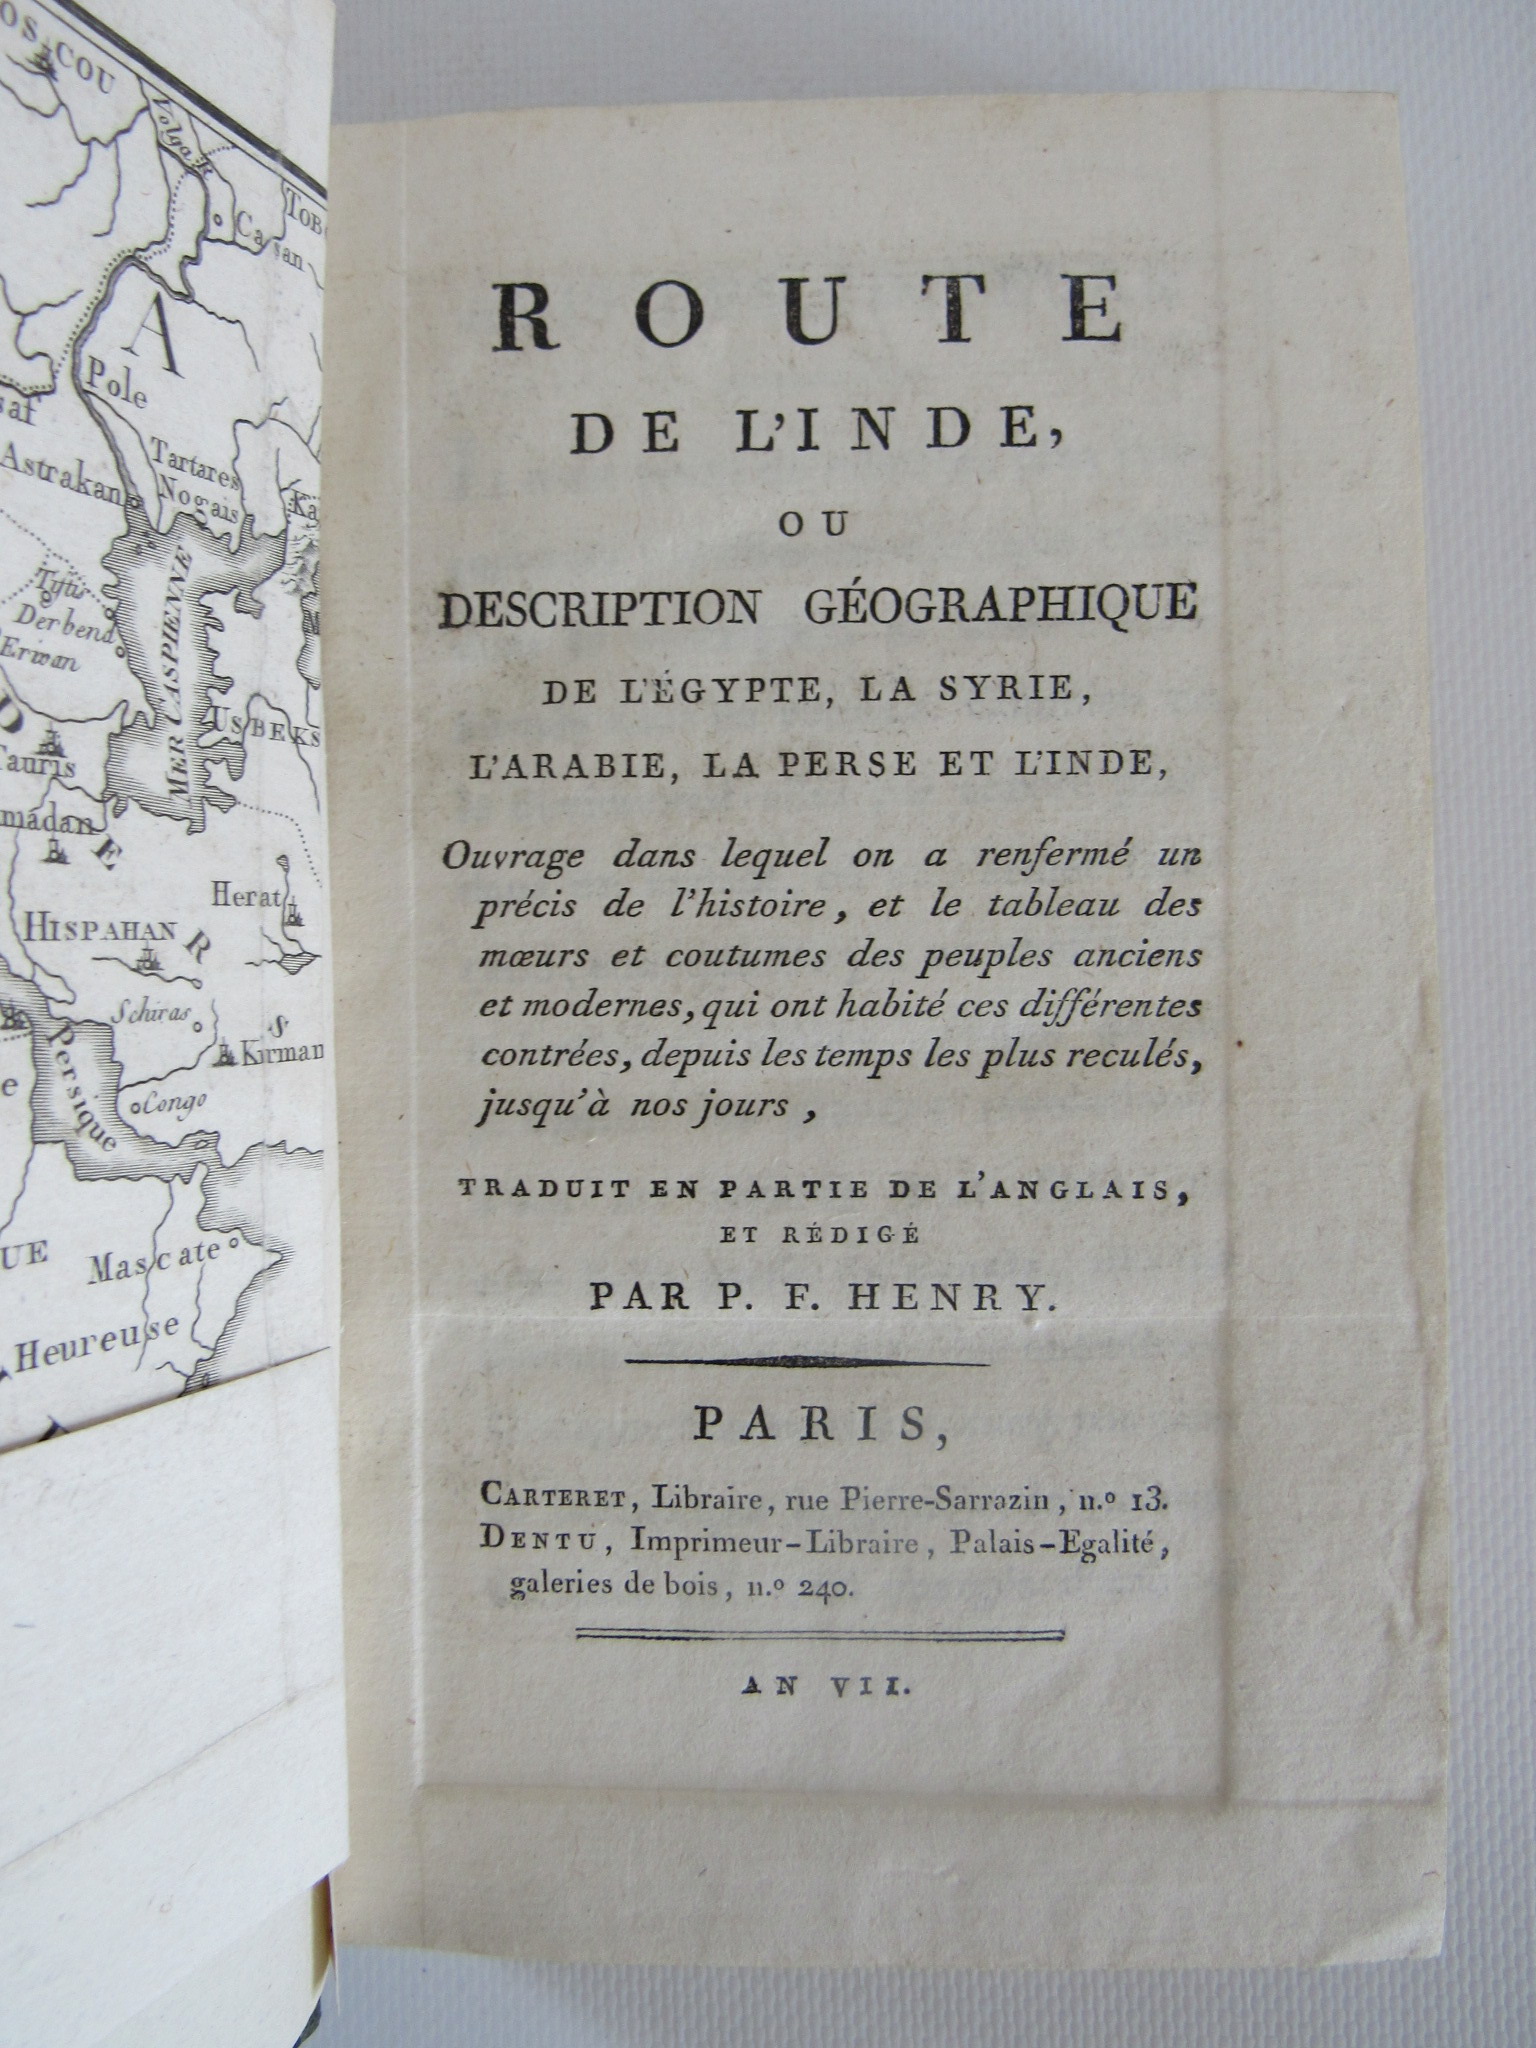 COU
Volga R.
Casan
A
Pole
Astrakan
Tartares
Nogais
Tiflis
Derbend
Erivan
MER CASPIENNE
USBEKS
D
Tauris
E
Herat
HISPAHAN
R
Schiras
S
Kirman
Persique
Congo
UE
Mascate
Heureuse
ROUTE
DE L'INDE,
OU
DESCRIPTION GÉOGRAPHIQUE
DE L'ÉGYPTE, LA SYRIE,
L'ARABIE, LA PERSE ET L'INDE,
Ouvrage dans lequel on a renfermé un
précis de l'histoire, et le tableau des
mœurs et coutumes des peuples anciens
et modernes, qui ont habité ces différentes
contrées, depuis les temps les plus reculés,
jusqu'à nos jours,
TRADUIT EN PARTIE DE L'ANGLAIS,
ET RÉDIGÉ
PAR P. F. HENRY.
PARIS,
CARTERET, Libraire, rue Pierre-Sarrazin, n.º 13.
DENTU, Imprimeur-Libraire, Palais-Egalité,
galeries de bois, n.º 240.
AN VII.